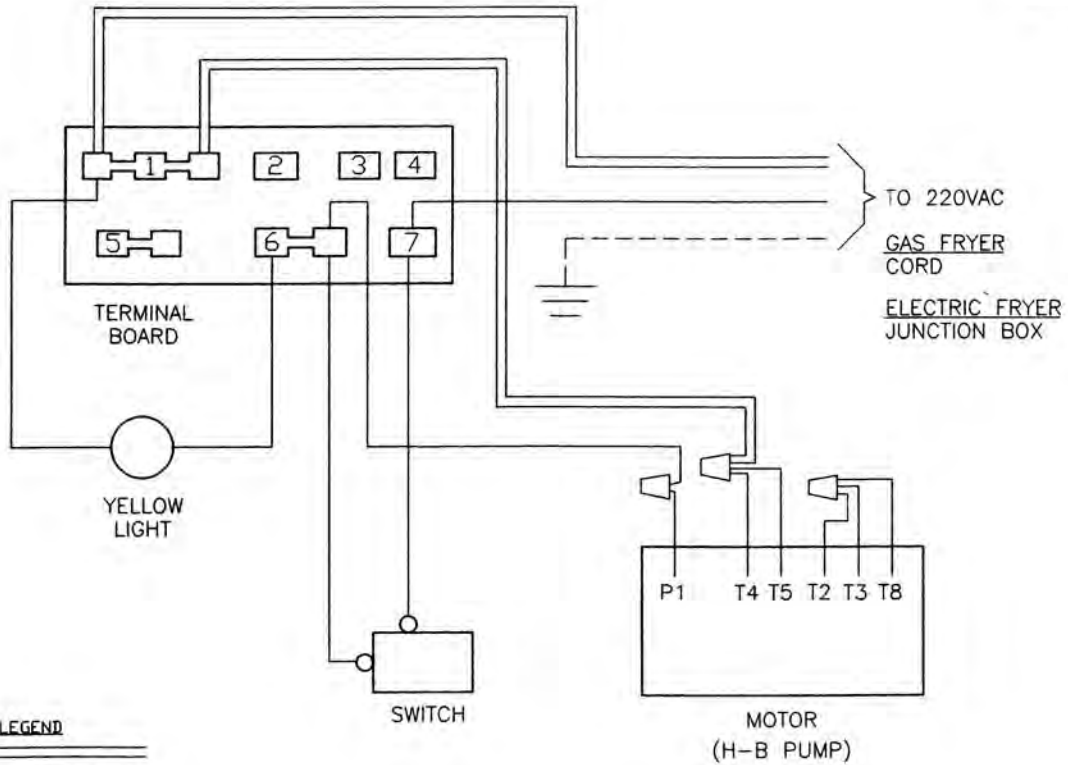 1
2
3
4
5
6
7
TO 220VAC
GAS FRYER
CORD
ELECTRIC FRYER
JUNCTION BOX
TERMINAL
BOARD
YELLOW
LIGHT
P1
T4
T5
T2
T3
T8
SWITCH
MOTOR
(H-B PUMP)
LEGEND